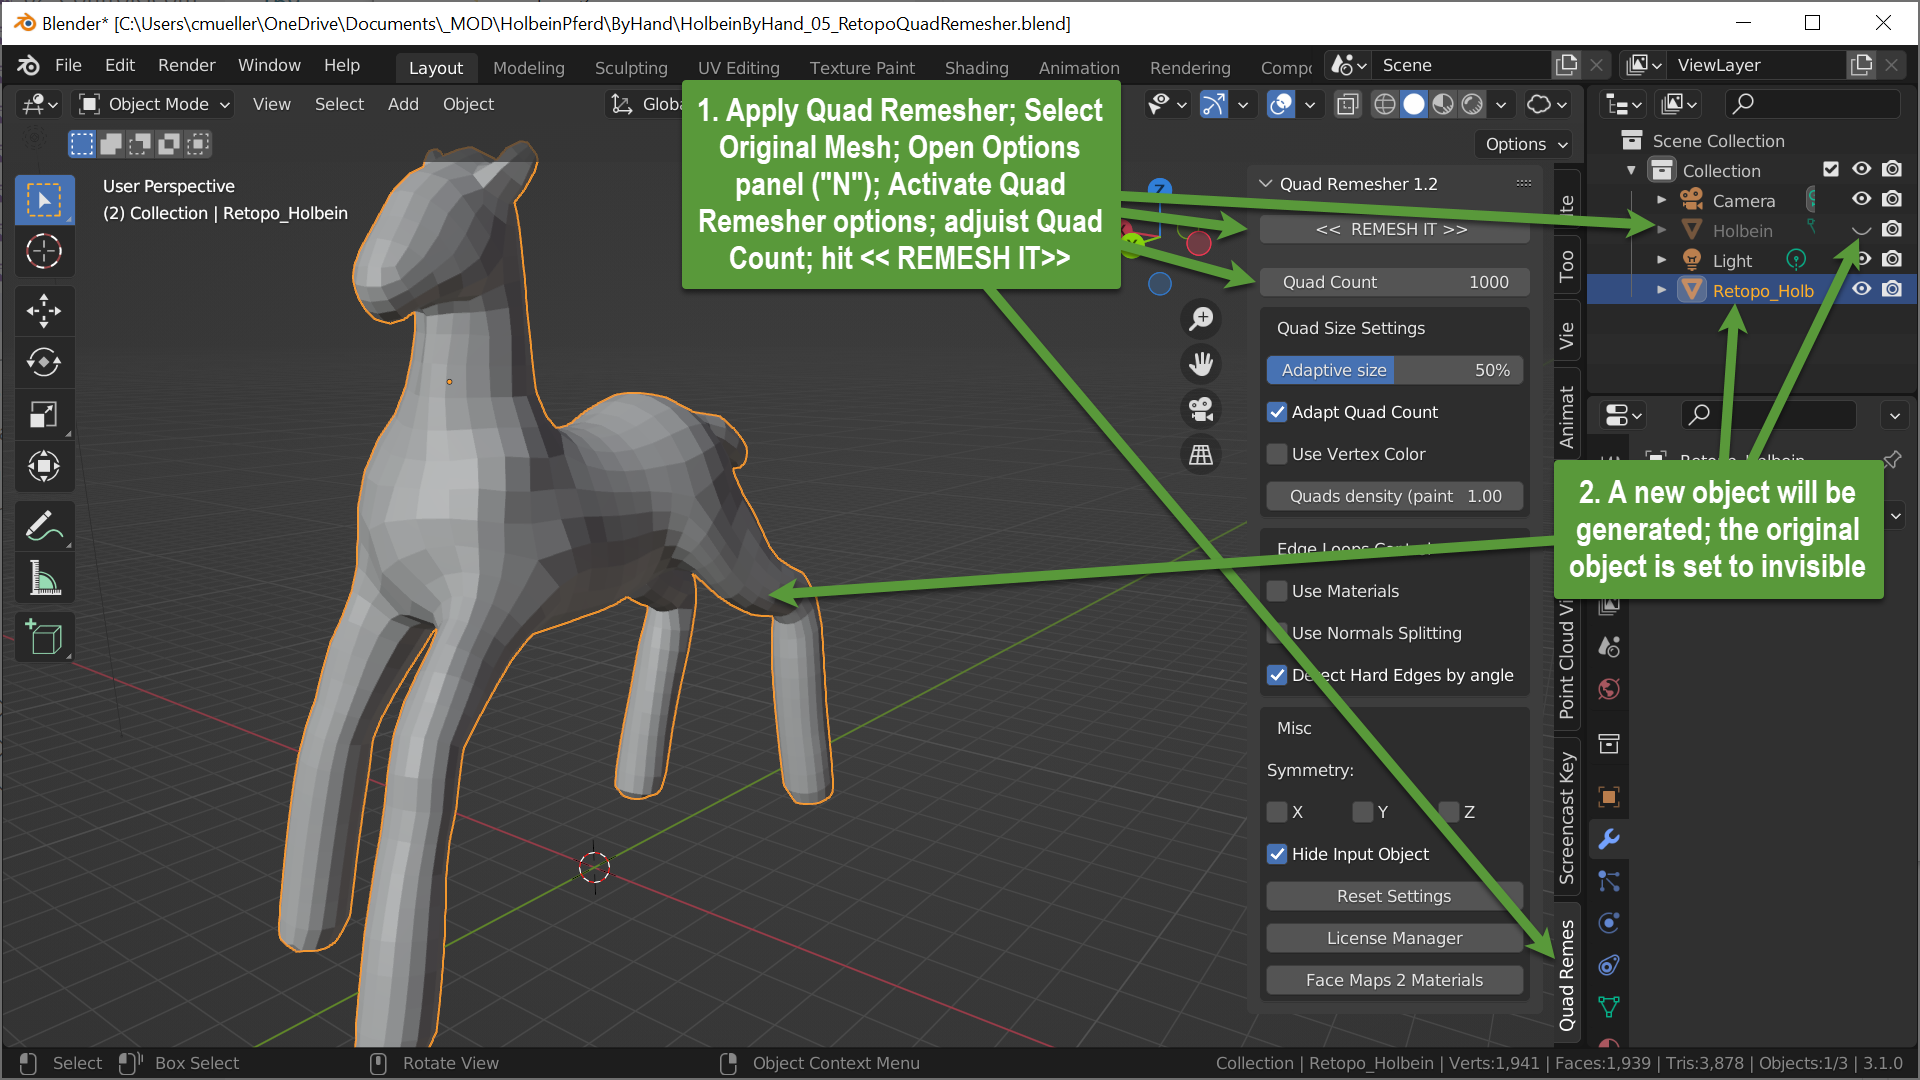 Blender* [C:\Users\cmueller\OneDrive\Documents\_MOD\HolbeinPferd\ByHand\HolbeinByHand_05_RetopoQuadRemesher.blend]
File Edit Render Window Help Layout Modeling Sculpting UV Editing Texture Paint Shading Animation Rendering Compo Scene ViewLayer
Object Mode View Select Add Object Globa
Options
User Perspective
(2) Collection | Retopo_Holbein
1. Apply Quad Remesher; Select
Original Mesh; Open Options
panel ("N"); Activate Quad
Remesher options; adjuist Quad
Count; hit << REMESH IT>>
Z
Quad Remesher 1.2
<< REMESH IT >>
Quad Count 1000
Quad Size Settings
Adaptive size 50%
Adapt Quad Count
Use Vertex Color
Quads density (paint 1.00
Edge Loops
Use Materials
Use Normals Splitting
Detect Hard Edges by angle
Misc
Symmetry:
X Y Z
Hide Input Object
Reset Settings
License Manager
Face Maps 2 Materials
Too
Vie
Animat
Point Cloud Vi
Screencast Key
Quad Remes
Scene Collection
Collection
Camera
Holbein
Light
Retopo_Holb
2. A new object will be
generated; the original
object is set to invisible
Select Box Select Rotate View Object Context Menu Collection | Retopo_Holbein | Verts:1,941 | Faces:1,939 | Tris:3,878 | Objects:1/3 | 3.1.0